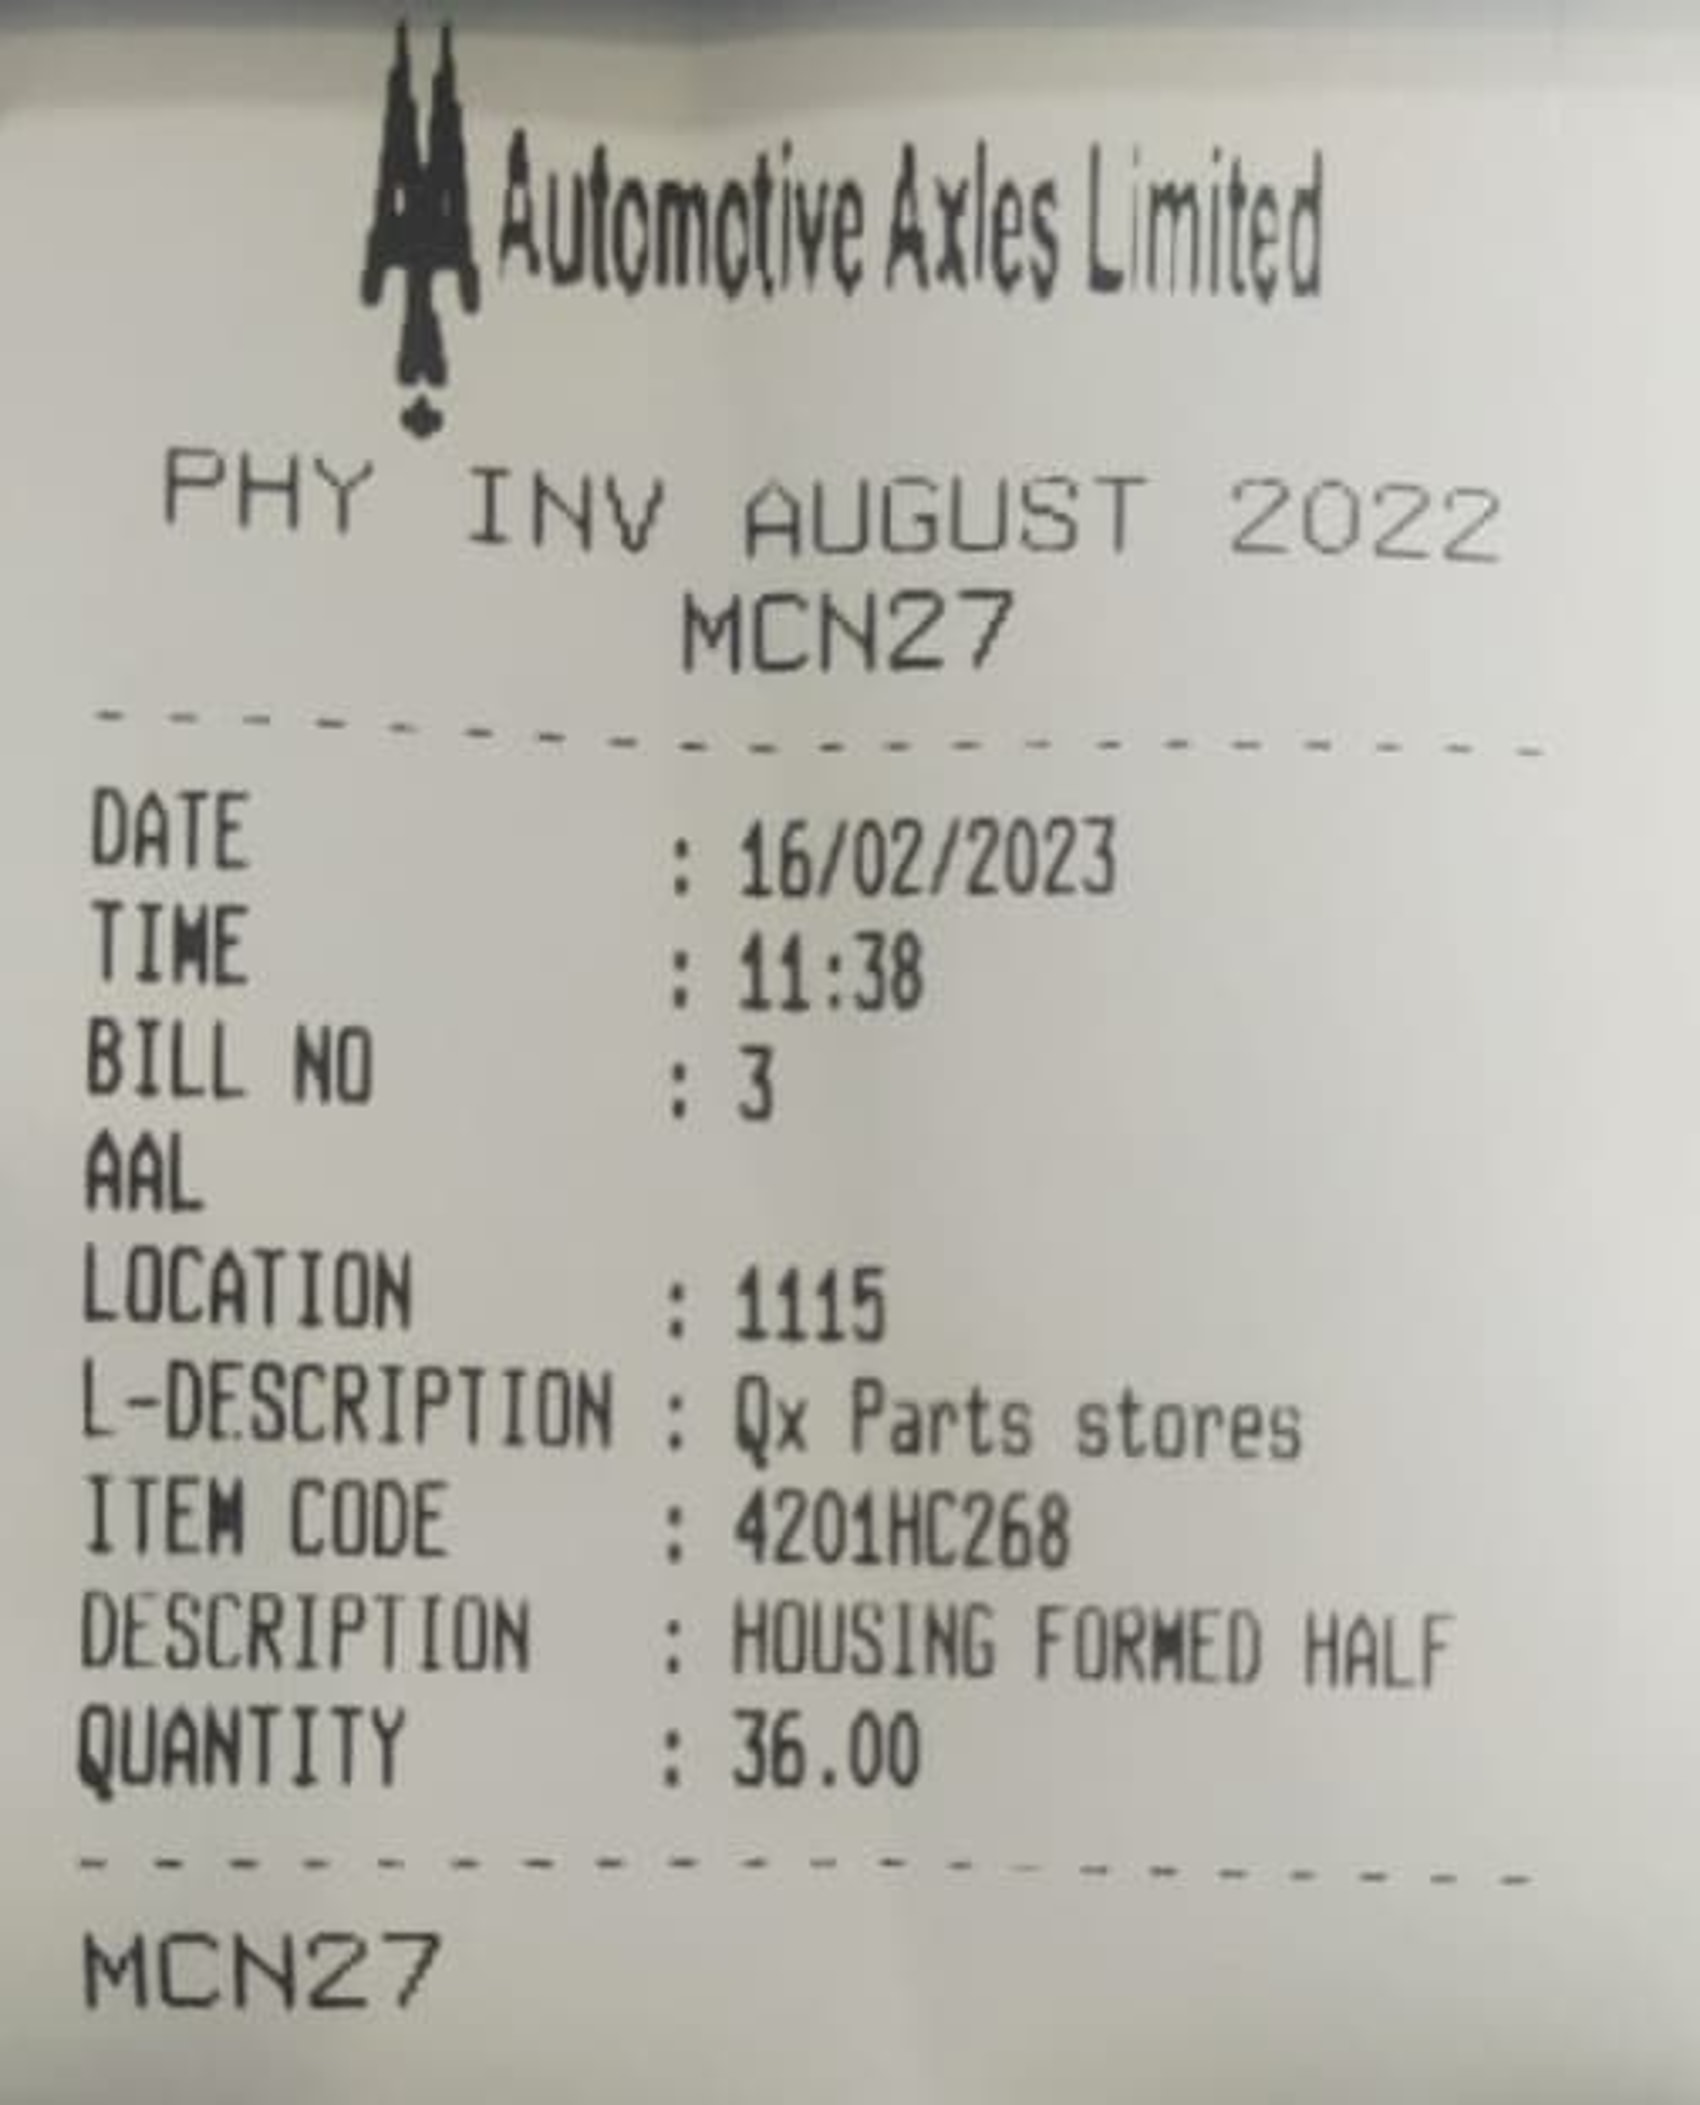 Automotive Axles Limited
PHY INV AUGUST 2022
MCN27
- - - - - - - - - - - - - - - - - - - - -
DATE : 16/02/2023
TIME : 11:38
BILL NO : 3
AAL
LOCATION : 1115
L-DESCRIPTION : Qx Parts stores
ITEM CODE : 4201HC268
DESCRIPTION : HOUSING FORMED HALF
QUANTITY : 36.00
- - - - - - - - - - - - - - - - - - - - -
MCN27